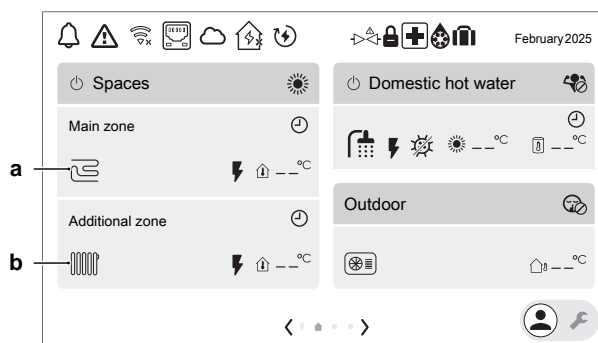 February 2025
Spaces
Domestic hot water
Main zone
a
_ _°C
_ _°C
_ _°C
Additional zone
Outdoor
b
_ _°C
_ _°C